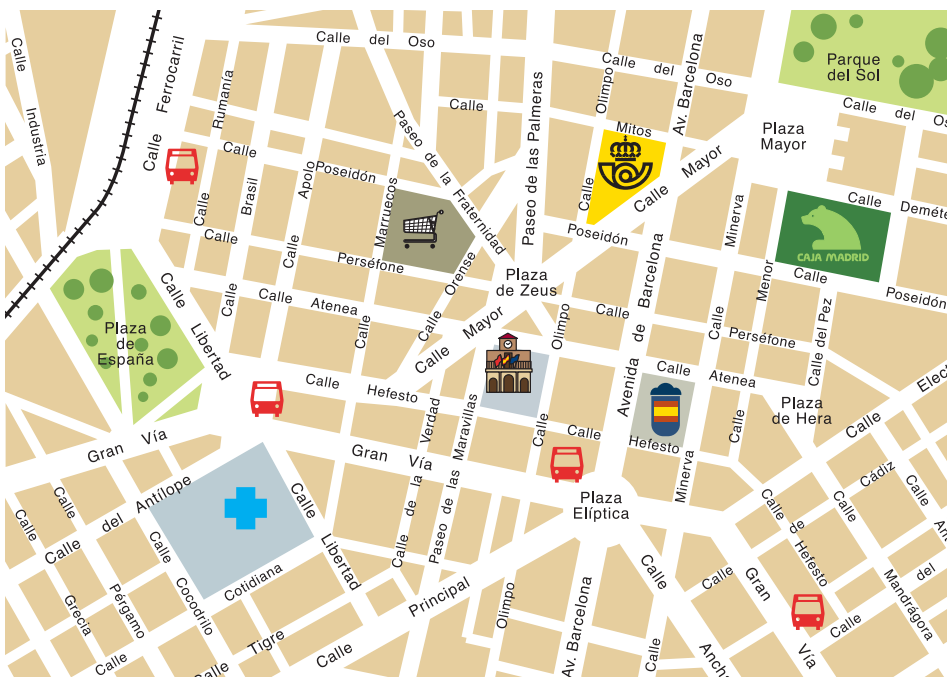 Calle del Oso
Calle del Oso
Parque
del Sol
Calle del Os
Calle Industria
Calle Ferrocarril
Rumanía
Calle
Paseo de la Fraternidad
Calle
Paseo de las Palmeras
Olimpo
Calle
Av. Barcelona
Mitos
Plaza
Mayor
Calle Mayor
Calle
Poseidón
Calle
Brasil
Calle
Apolo
Calle
Marruecos
Calle
Calle Perséfone
Calle Orense
Poseidón
Calle Minerva
Calle Menor
Calle Deméte
CAJA MADRID
Calle
Poseidón
Plaza
de Zeus
Calle Mayor
Olimpo
Calle
Avenida de Barcelona
Perséfone
Calle del Pez
Calle Atenea
Calle Libertad
Plaza
de
España
Calle Hefesto
Calle Atenea
Calle
Plaza
de Hera
Calle Elec
Gran Vía
Gran Vía
Calle de la Verdad
Paseo de las Maravillas
Calle
Hefesto
Minerva
Plaza
Elíptica
Calle del Antílope
Calle Libertad
Calle Grecia
Calle Pérgamo
Calle Cocodrilo
Calle Cotidiana
Calle Tigre
Calle Principal
Olimpo
Av. Barcelona
Calle Ancha
Calle
Calle
Gran Vía
Calle de Hefesto
Calle Cádiz
Calle Mandrágora
Calle
Calle del An